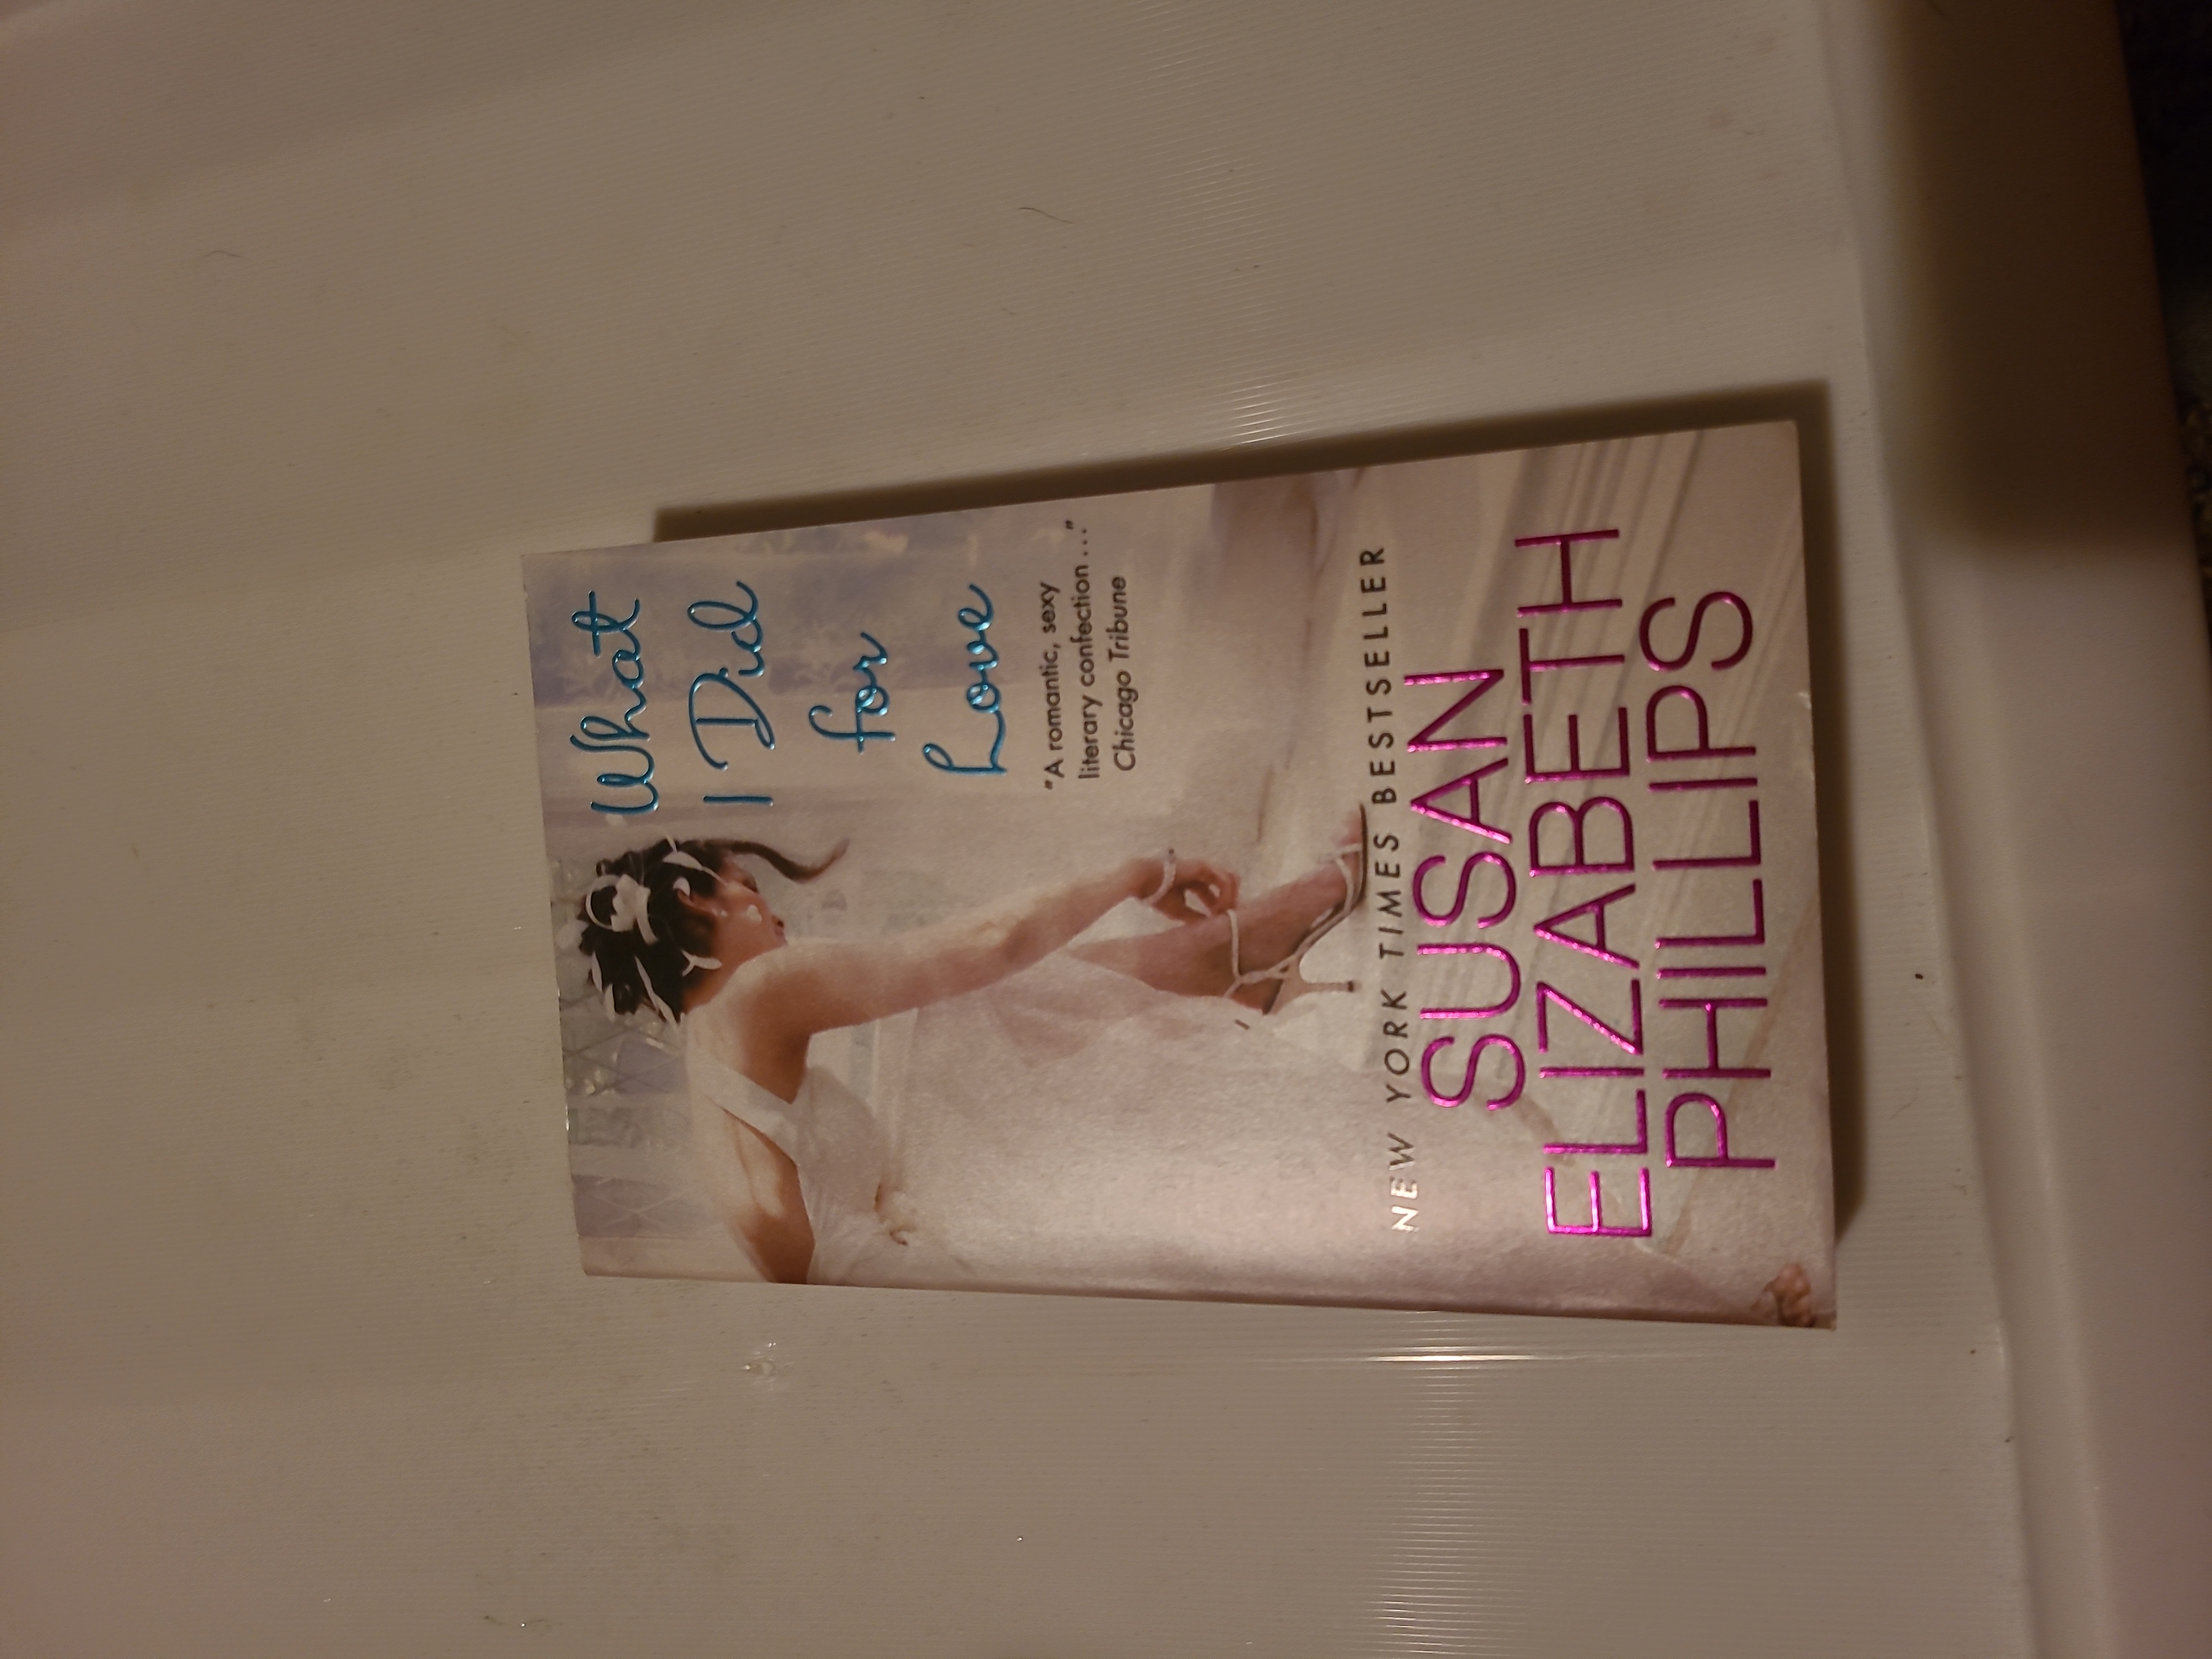 What
I Did
for
Love
"A romantic, sexy
literary confection..."
Chicago Tribune
NEW YORK TIMES BESTSELLER
SUSAN
ELIZABETH
PHILLIPS